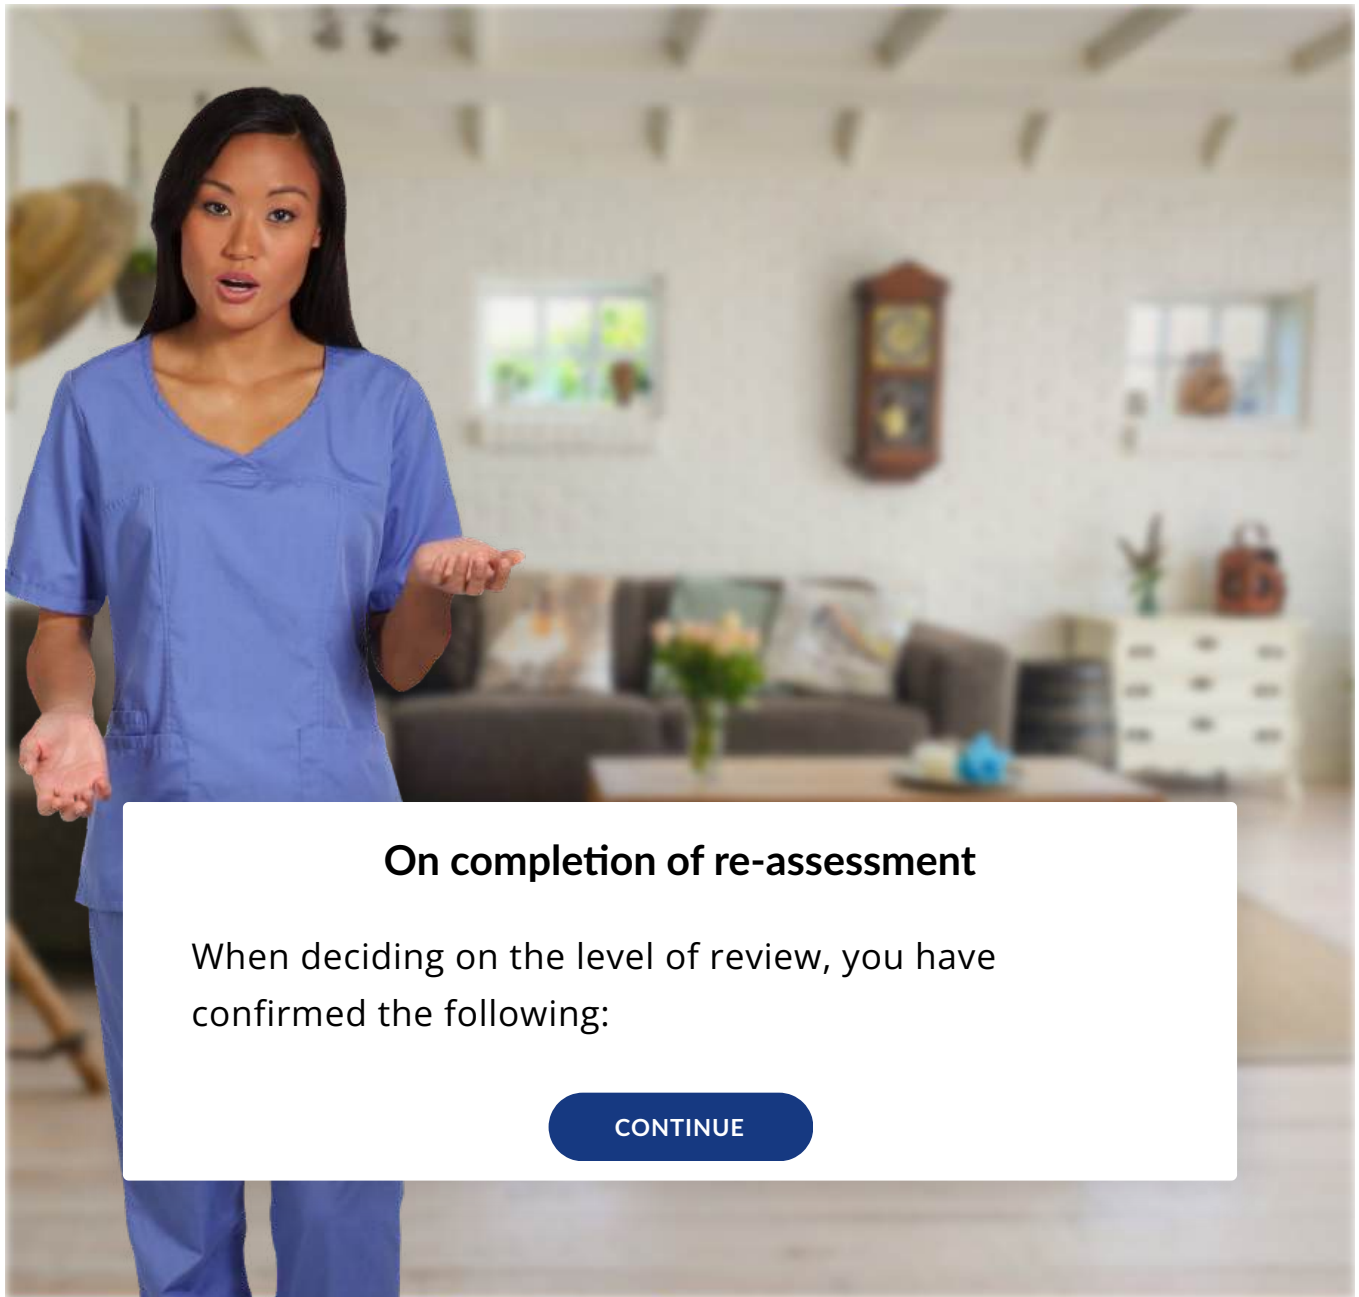 On completion of re-assessment
When deciding on the level of review, you have
confirmed the following:
CONTINUE